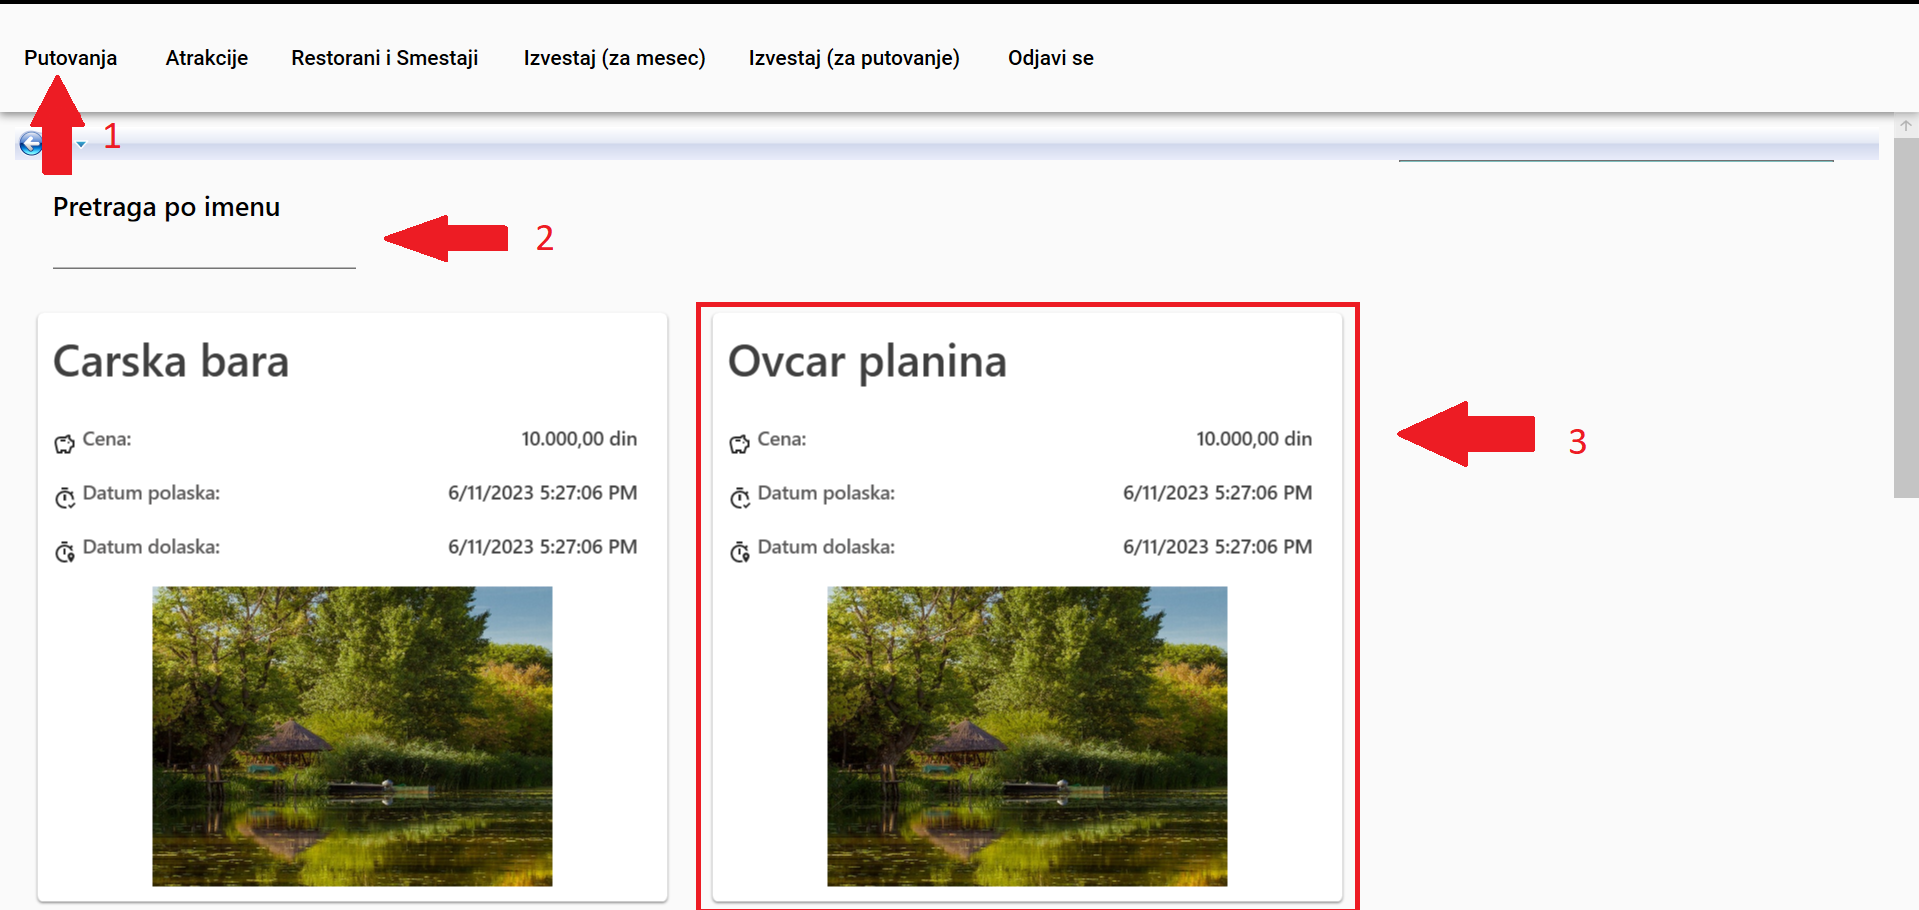 Putovanja Atrakcije Restorani i Smestaji Izvestaj (za mesec) Izvestaj (za putovanje) Odjavi se
1
Pretraga po imenu
2
Carska bara
Cena: 10.000,00 din
Datum polaska: 6/11/2023 5:27:06 PM
Datum dolaska: 6/11/2023 5:27:06 PM
Ovcar planina
Cena: 10.000,00 din
Datum polaska: 6/11/2023 5:27:06 PM
Datum dolaska: 6/11/2023 5:27:06 PM
3